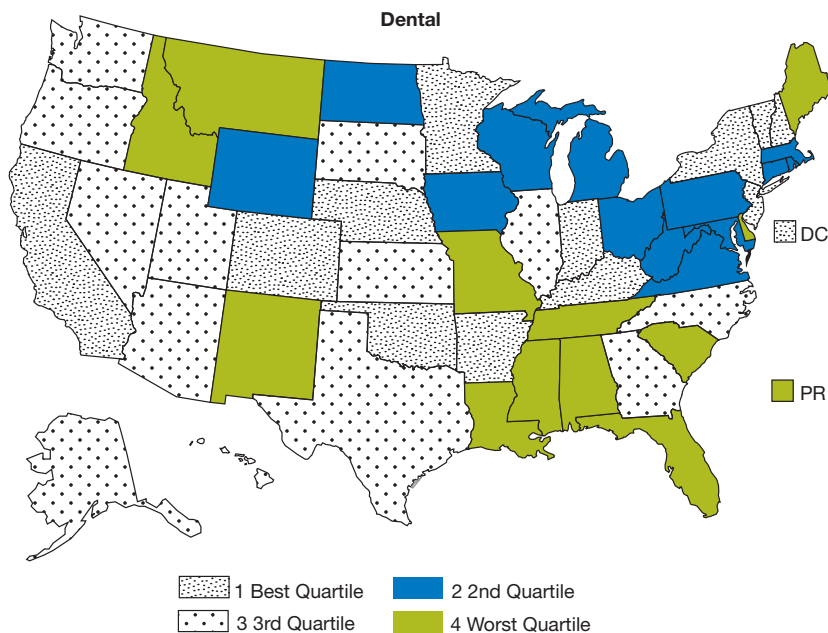 Dental
DC
PR
1 Best Quartile
2 2nd Quartile
3 3rd Quartile
4 Worst Quartile